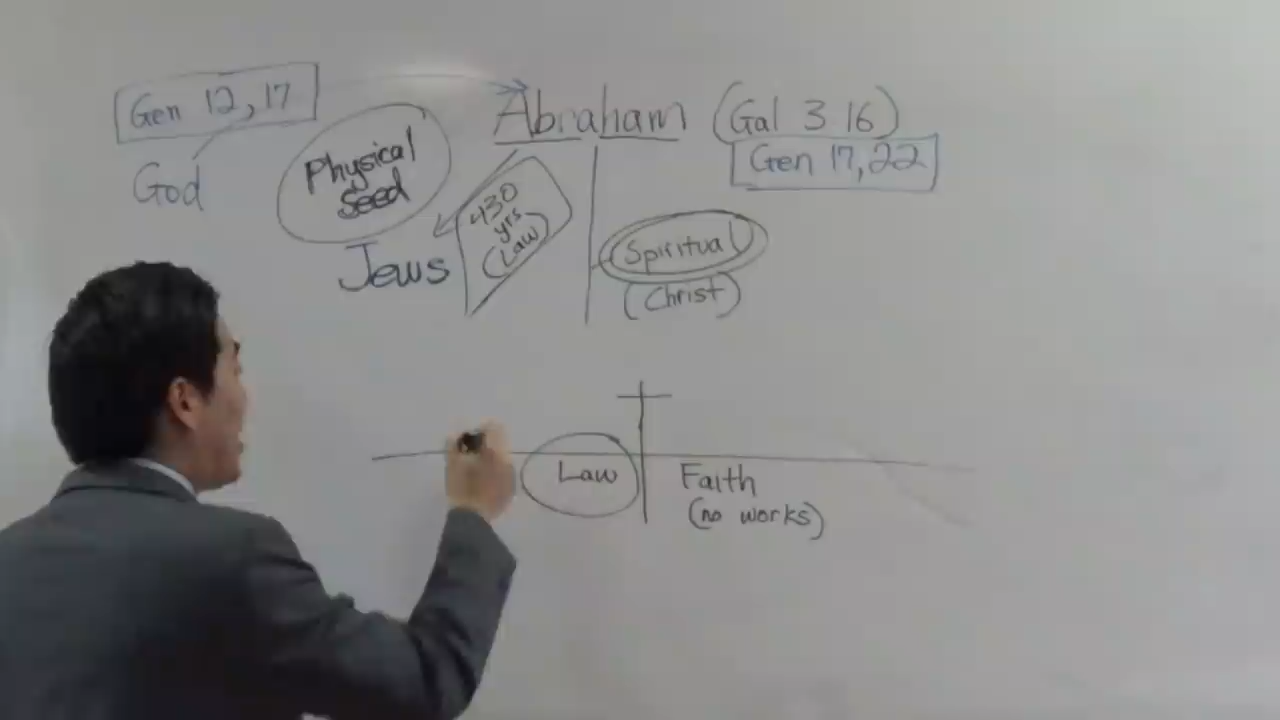 Gen 12, 17
God
Abraham (Gal 3 16)
Gen 17, 22
Physical
Seed
Jews
430
yrs
(Law)
Spiritual
(Christ)
Law
Faith
(no works)